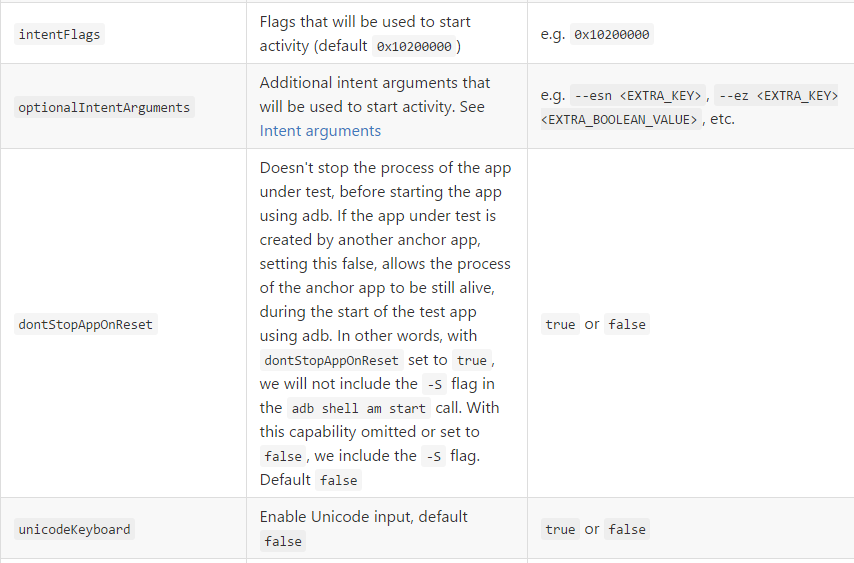 intentFlags
Flags that will be used to start
activity (default 0x10200000 )
e.g. 0x10200000
optionalIntentArguments
Additional intent arguments that
will be used to start activity. See
Intent arguments
e.g. --esn <EXTRA_KEY> , --ez <EXTRA_KEY>
<EXTRA_BOOLEAN_VALUE> , etc.
dontStopAppOnReset
Doesn't stop the process of the app
under test, before starting the app
using adb. If the app under test is
created by another anchor app,
setting this false, allows the process
of the anchor app to be still alive,
during the start of the test app
using adb. In other words, with
dontStopAppOnReset set to true ,
we will not include the -S flag in
the adb shell am start call. With
this capability omitted or set to
false , we include the -S flag.
Default false
true or false
unicodeKeyboard
Enable Unicode input, default
false
true or false